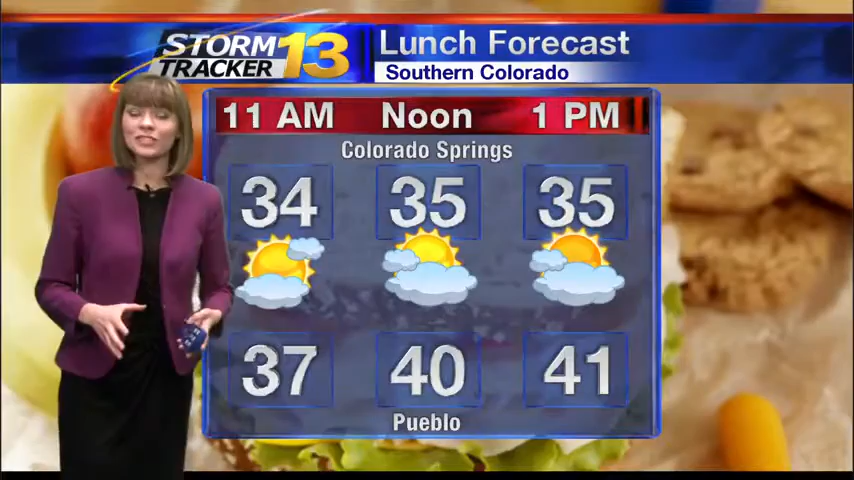 STORM
TRACKER 13
Lunch Forecast
Southern Colorado
11 AM Noon 1 PM
Colorado Springs
34 35 35
37 40 41
Pueblo